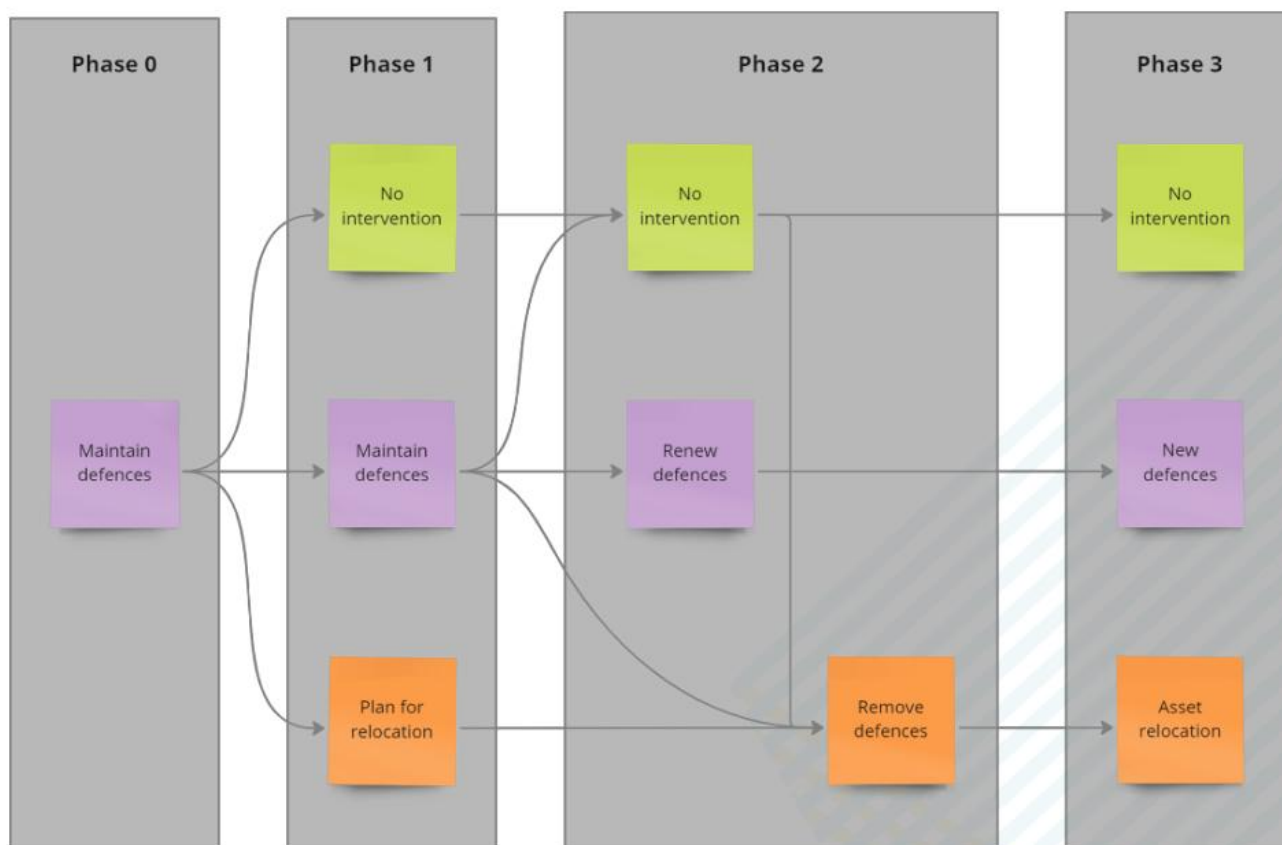 Phase 0
Phase 1
Phase 2
Phase 3
No
intervention
No
intervention
No
intervention
Maintain
defences
Maintain
defences
Renew
defences
New
defences
Plan for
relocation
Remove
defences
Asset
relocation